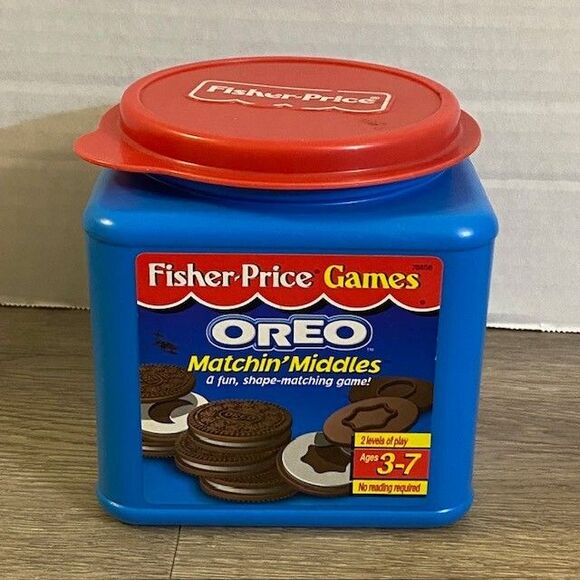 Fisher-Price
Fisher-Price® Games
OREO™
Matchin' Middles
a fun, shape-matching game!
2 levels of play
Ages 3-7
No reading required